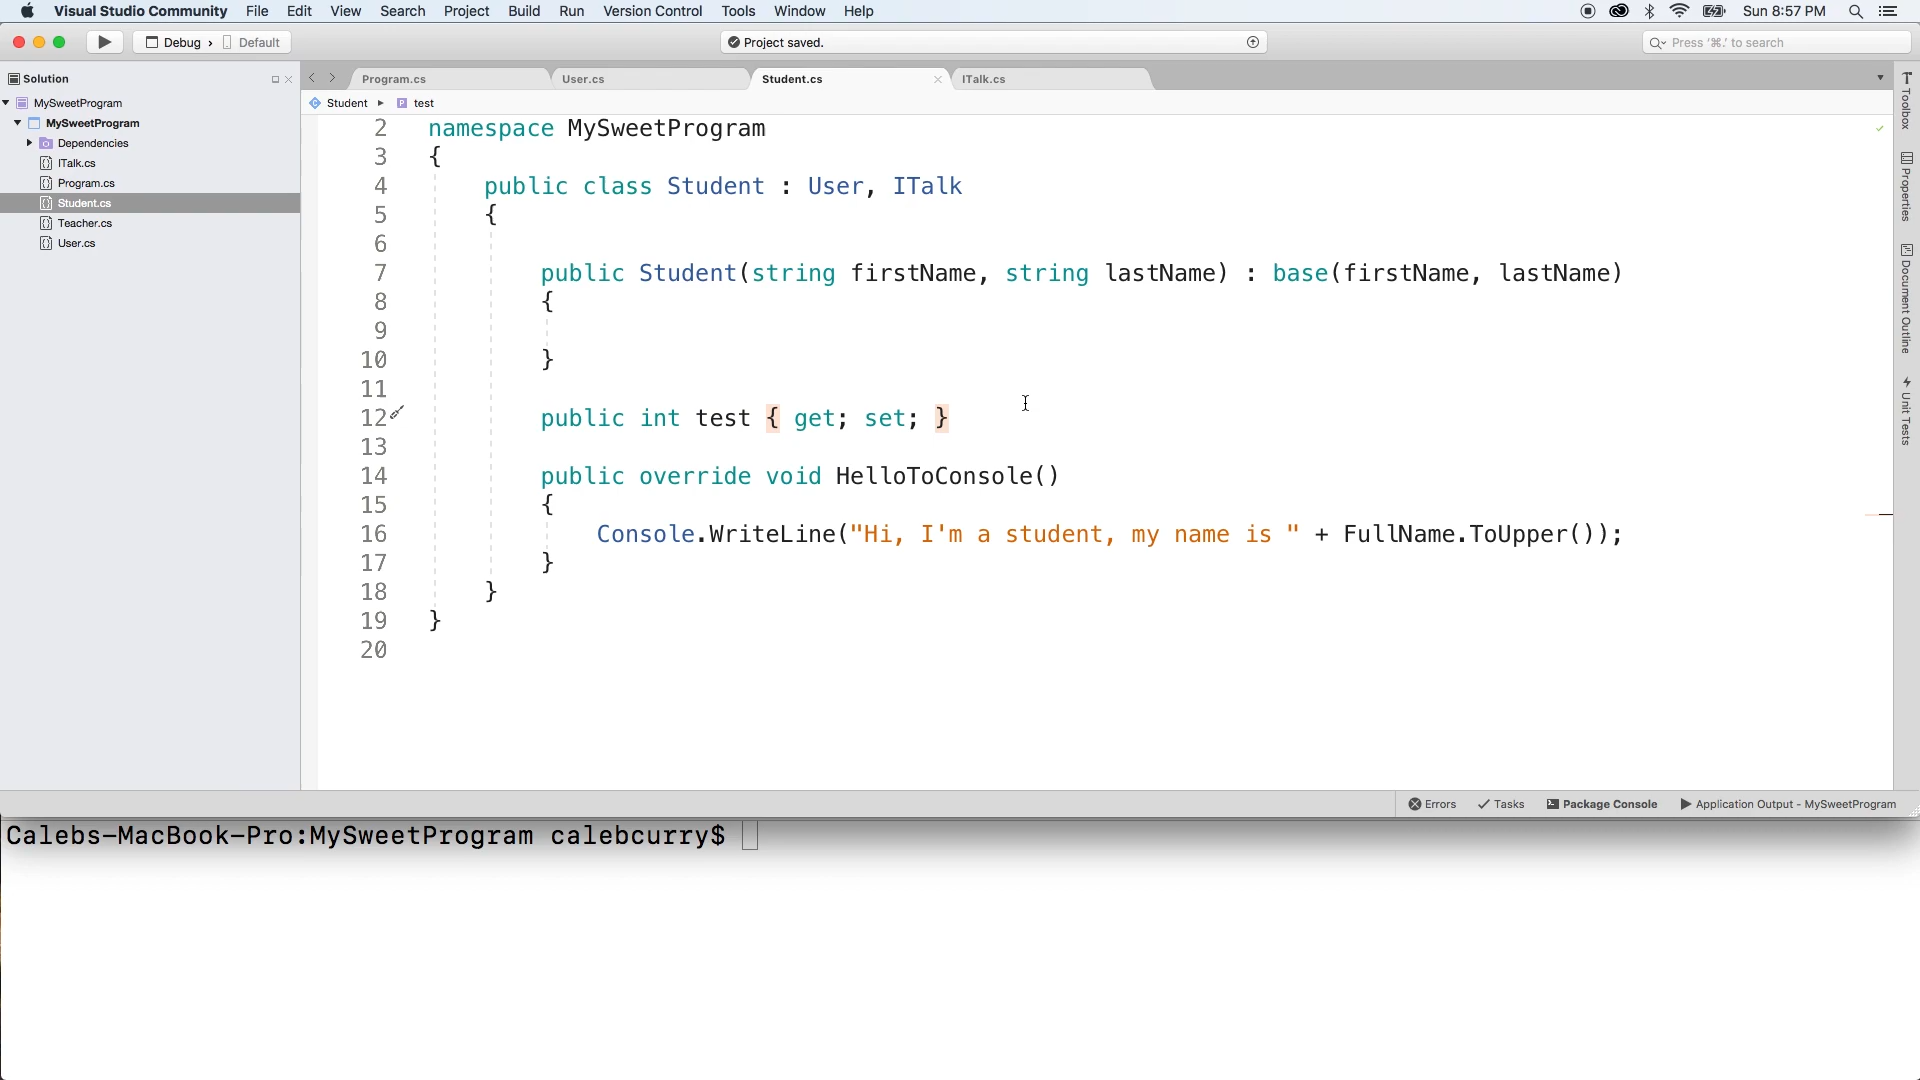 Visual Studio Community File Edit View Search Project Build Run Version Control Tools Window Help Sun 8:57 PM
Debug › Default Project saved. Press '⌘.' to search
Solution
MySweetProgram
MySweetProgram
Dependencies
ITalk.cs
Program.cs
Student.cs
Teacher.cs
User.cs
Program.cs User.cs Student.cs ITalk.cs
Student test
2 namespace MySweetProgram
3 {
4 public class Student : User, ITalk
5 {
6
7 public Student(string firstName, string lastName) : base(firstName, lastName)
8 {
9
10 }
11
12 public int test { get; set; }
13
14 public override void HelloToConsole()
15 {
16 Console.WriteLine("Hi, I'm a student, my name is " + FullName.ToUpper());
17 }
18 }
19 }
20
Toolbox
Properties
Document Outline
Unit Tests
Errors Tasks Package Console Application Output - MySweetProgram
Calebs-MacBook-Pro:MySweetProgram calebcurry$